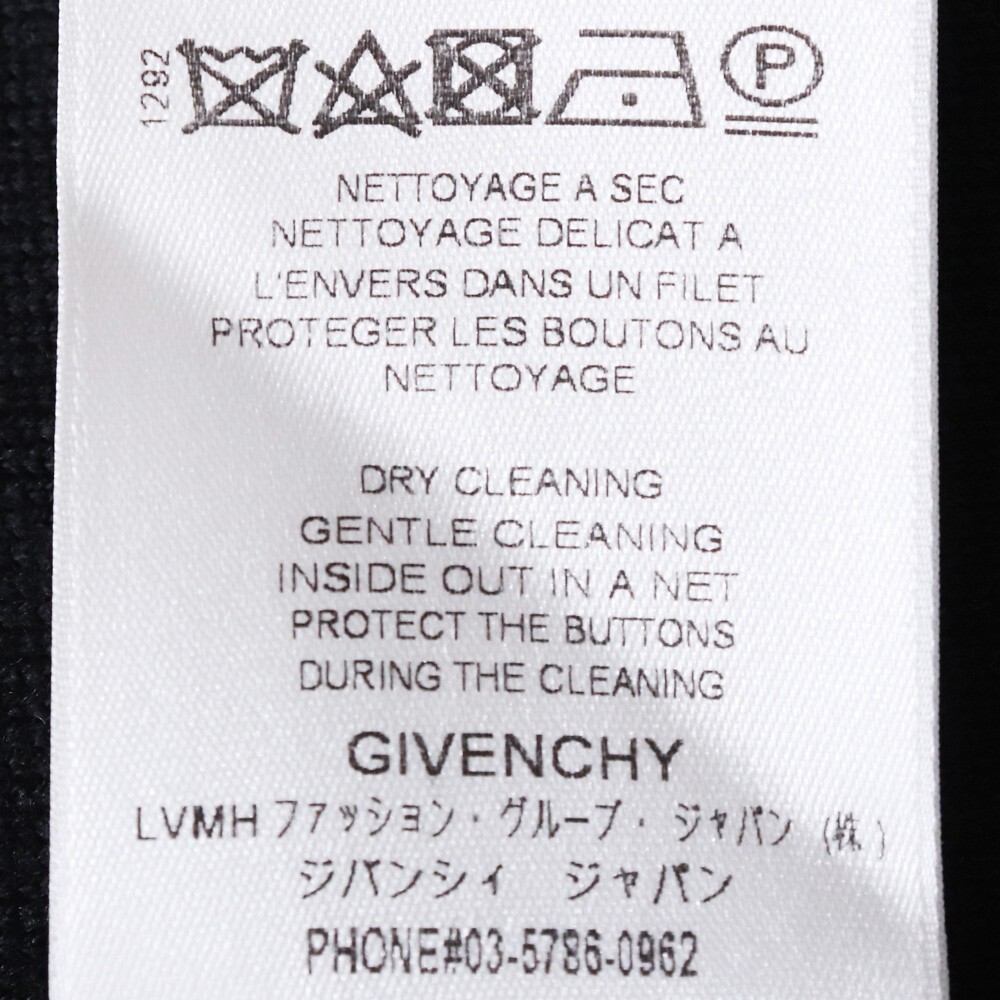 1292
P
NETTOYAGE A SEC
NETTOYAGE DELICAT A
L'ENVERS DANS UN FILET
PROTEGER LES BOUTONS AU
NETTOYAGE
DRY CLEANING
GENTLE CLEANING
INSIDE OUT IN A NET
PROTECT THE BUTTONS
DURING THE CLEANING
GIVENCHY
LVMH ファッション・グループ・ジャパン (株)
ジバンシィ ジャパン
PHONE#03-5786-0962